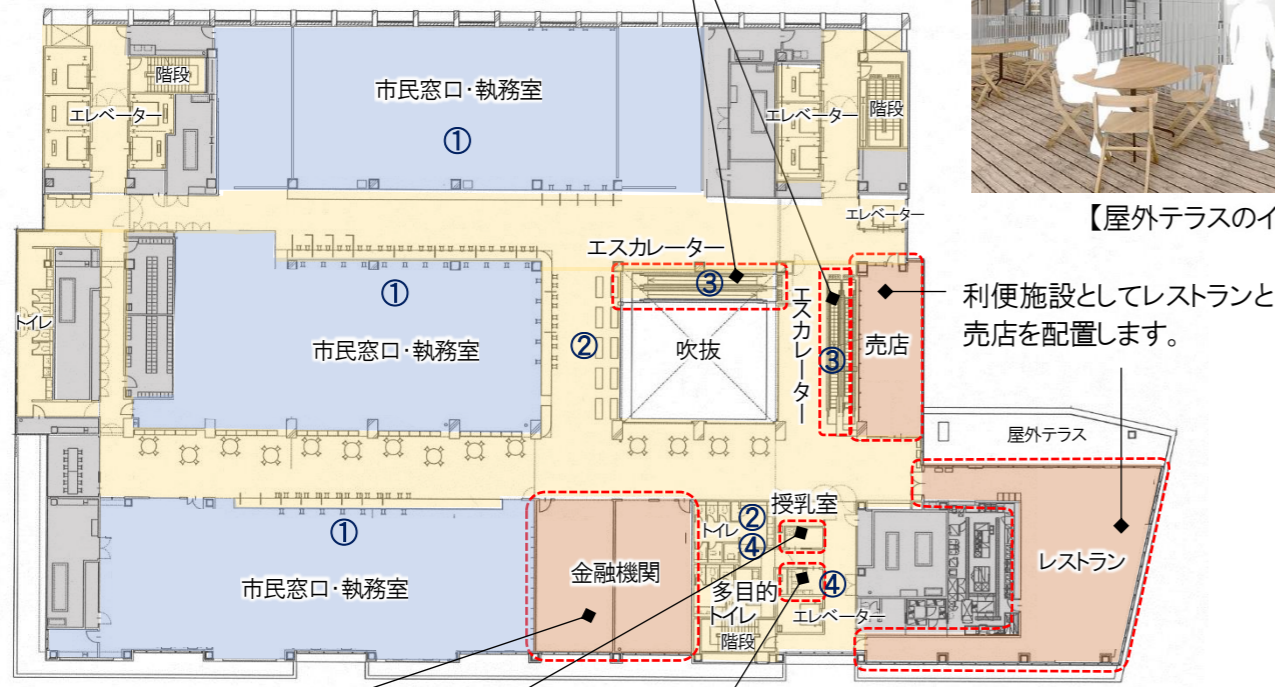 階段
市民窓口・執務室
エレベーター
①
エレベーター
階段
エレベーター
【屋外テラスのイ
エスカレーター
③
①
エスカレーター
利便施設としてレストランと
売店を配置します。
トイレ
市民窓口・執務室
②
吹抜
③
売店
屋外テラス
授乳室
①
トイレ
②
④
市民窓口・執務室
金融機関
多目的
トイレ
④
エレベーター
階段
レストラン